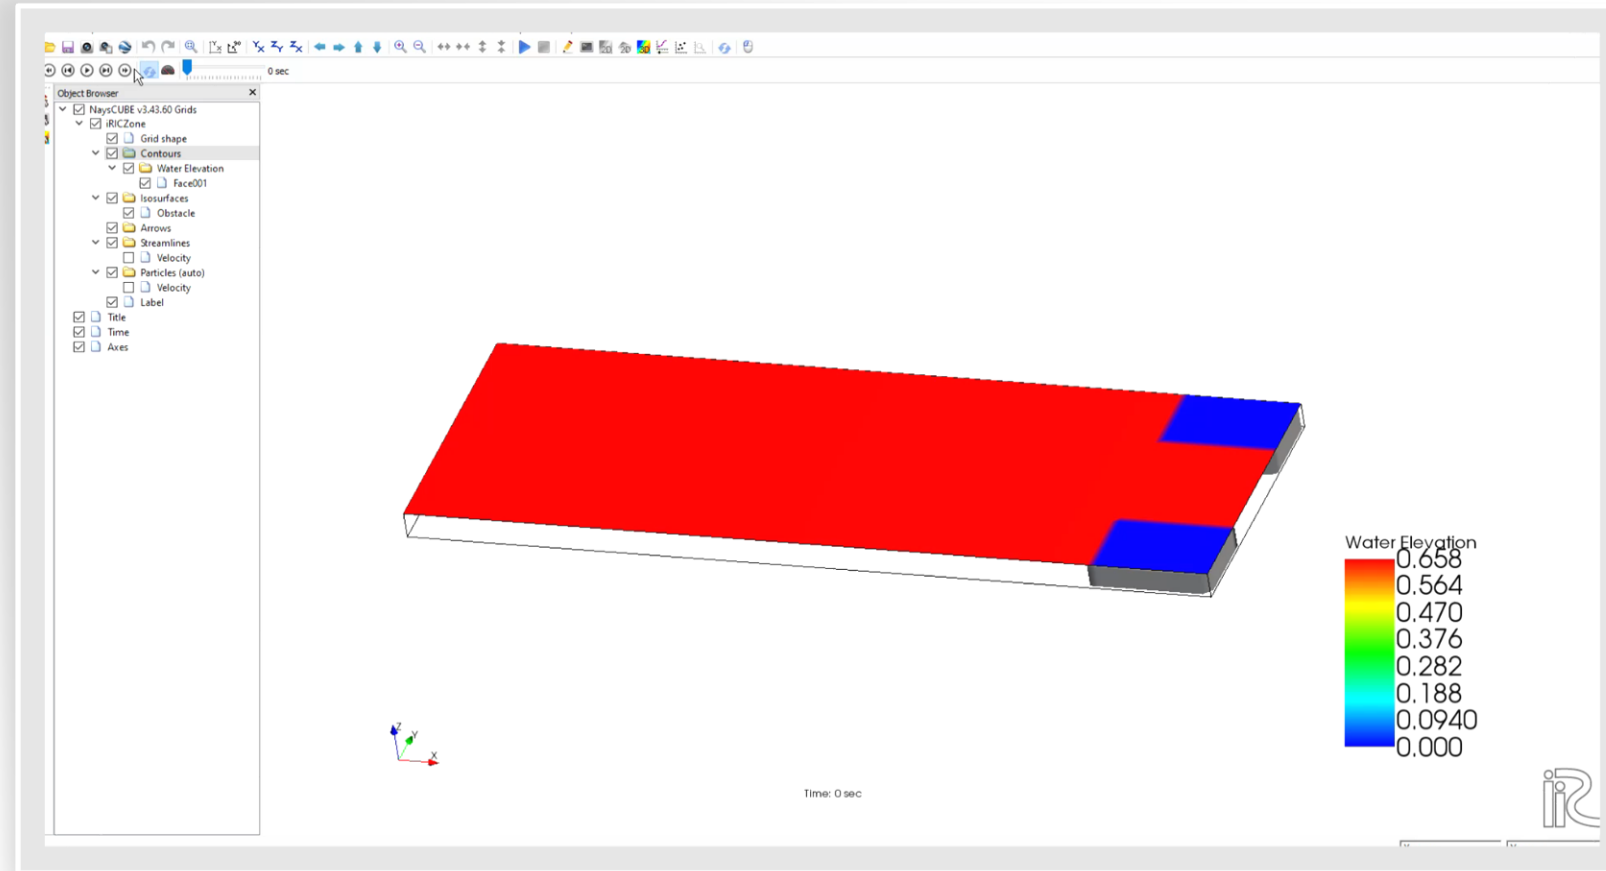 0 sec
Object Browser
NaysCUBE v3.43.60 Grids
iRICZone
Grid shape
Contours
Water Elevation
Face001
Isosurfaces
Obstacle
Arrows
Streamlines
Velocity
Particles (auto)
Velocity
Label
Title
Time
Axes
Water Elevation
0.658
0.564
0.470
0.376
0.282
0.188
0.0940
0.000
Z
Y
X
Time: 0 sec